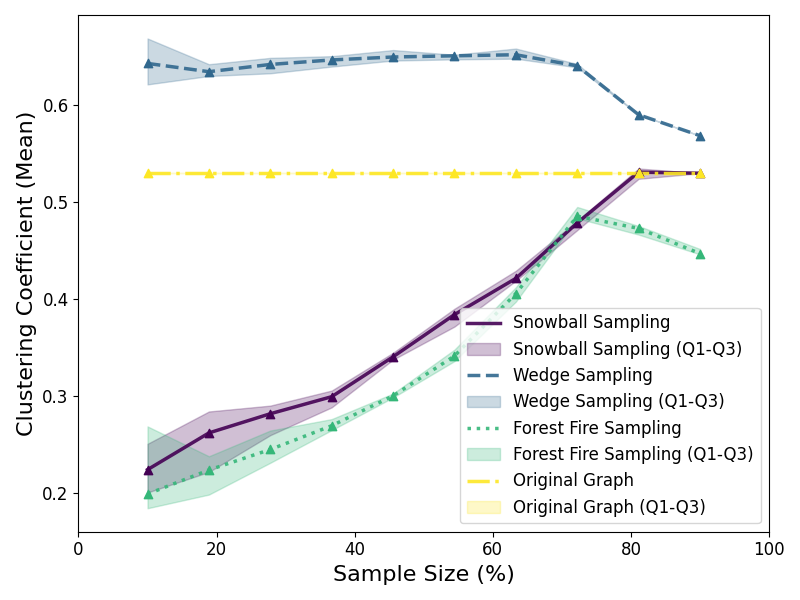 Clustering Coefficient (Mean)
0.6
0.5
0.4
0.3
0.2
0
20
40
60
80
100
Sample Size (%)
Snowball Sampling
Snowball Sampling (Q1-Q3)
Wedge Sampling
Wedge Sampling (Q1-Q3)
Forest Fire Sampling
Forest Fire Sampling (Q1-Q3)
Original Graph
Original Graph (Q1-Q3)